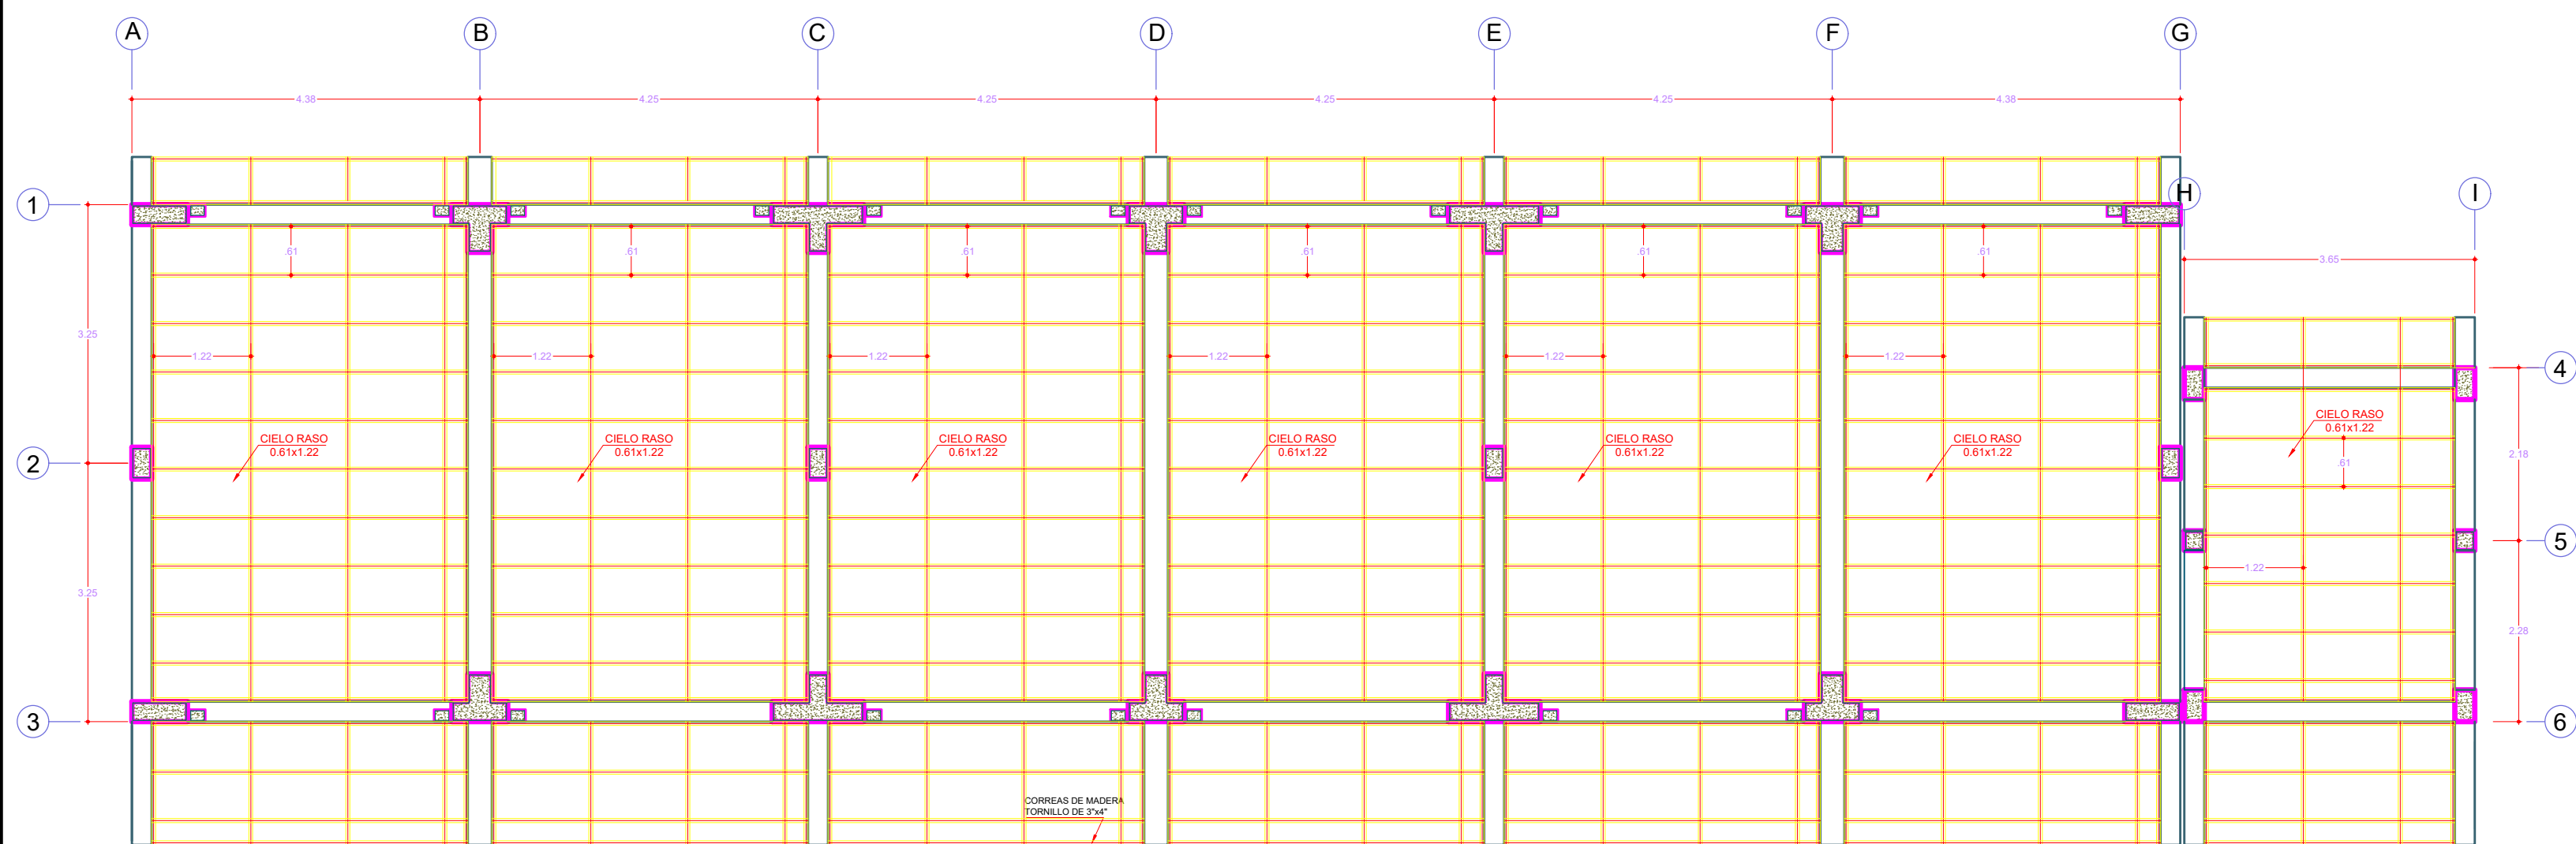 A B C D E F G
4.38 4.25 4.25 4.25 4.25 4.38
1 H I
.61 .61 .61 .61 .61 .61 3.65
3.25
1.22 1.22 1.22 1.22 1.22 1.22
4
CIELO RASO
0.61x1.22
CIELO RASO
0.61x1.22
CIELO RASO
0.61x1.22
CIELO RASO
0.61x1.22
CIELO RASO
0.61x1.22
CIELO RASO
0.61x1.22
CIELO RASO
0.61x1.22
2 .61 2.18
5
1.22
3.25
2.28
3 6
CORREAS DE MADERA
TORNILLO DE 3"x4"